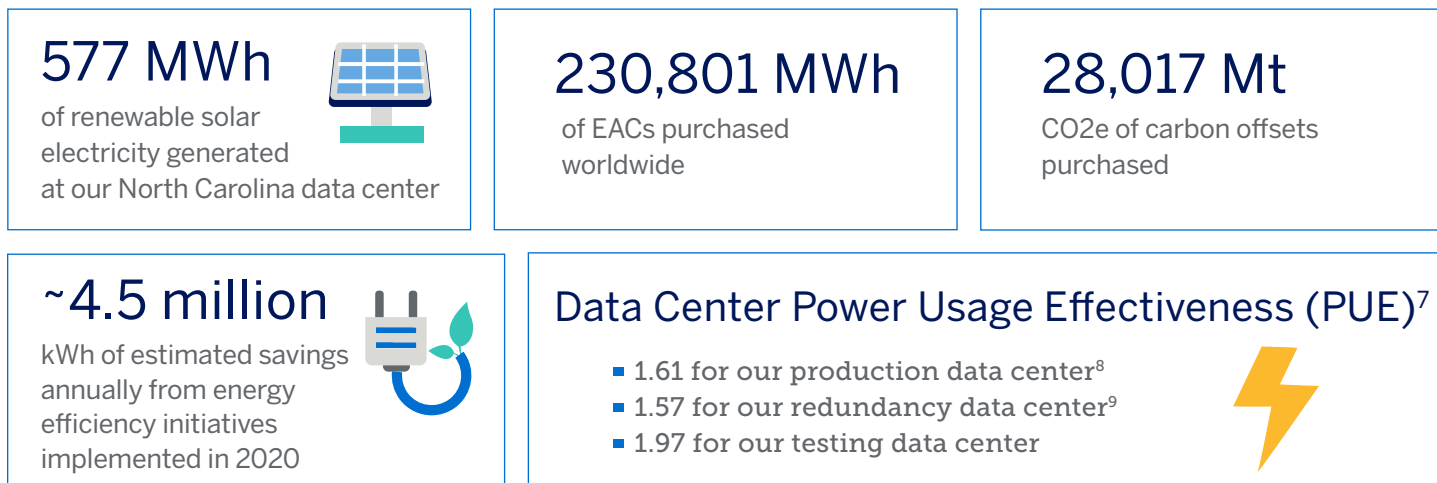 577 MWh
of renewable solar
electricity generated
at our North Carolina data center
230,801 MWh
of EACs purchased
worldwide
28,017 Mt
CO2e of carbon offsets
purchased
~4.5 million
kWh of estimated savings
annually from energy
efficiency initiatives
implemented in 2020
Data Center Power Usage Effectiveness (PUE)⁷
▪ 1.61 for our production data center⁸
▪ 1.57 for our redundancy data center⁹
▪ 1.97 for our testing data center